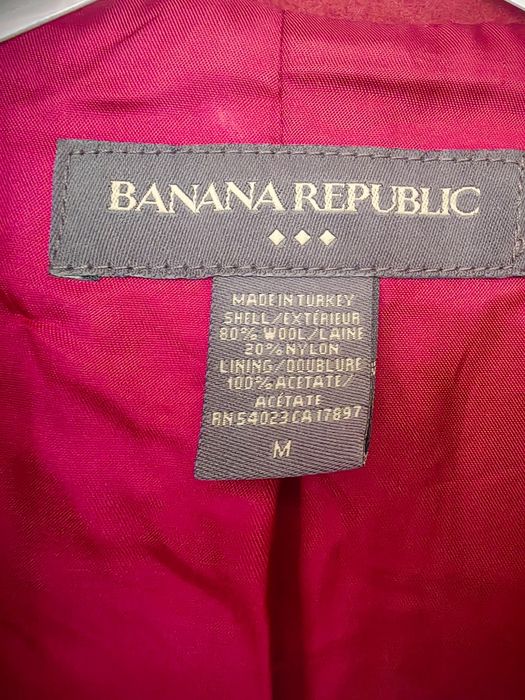 BANANA REPUBLIC
MADE IN TURKEY
SHELL/EXTÉRIEUR
80% WOOL/LAINE
20% NYLON
LINING/DOUBLURE
100% ACETATE/
ACÉTATE
RN 54023 CA 17897
M